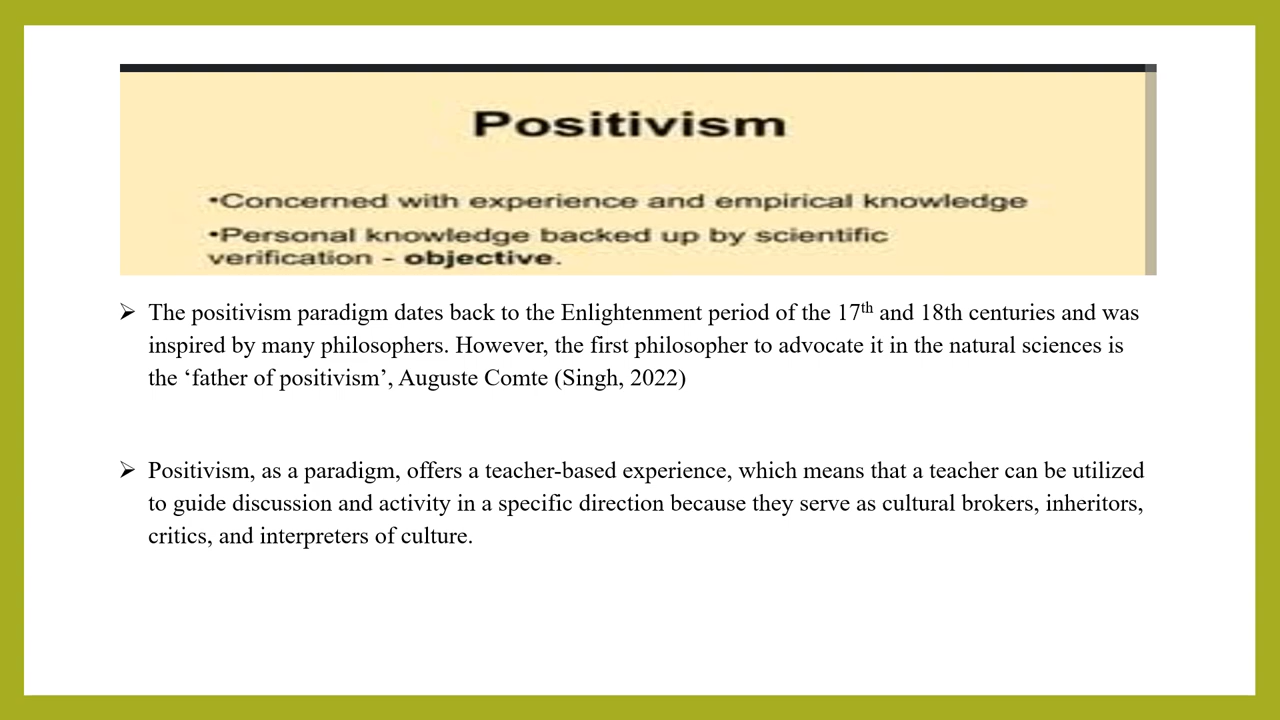 Positivism
•Concerned with experience and empirical knowledge
•Personal knowledge backed up by scientific
verification - objective.
➢ The positivism paradigm dates back to the Enlightenment period of the 17th and 18th centuries and was
inspired by many philosophers. However, the first philosopher to advocate it in the natural sciences is
the ‘father of positivism’, Auguste Comte (Singh, 2022)
➢ Positivism, as a paradigm, offers a teacher-based experience, which means that a teacher can be utilized
to guide discussion and activity in a specific direction because they serve as cultural brokers, inheritors,
critics, and interpreters of culture.